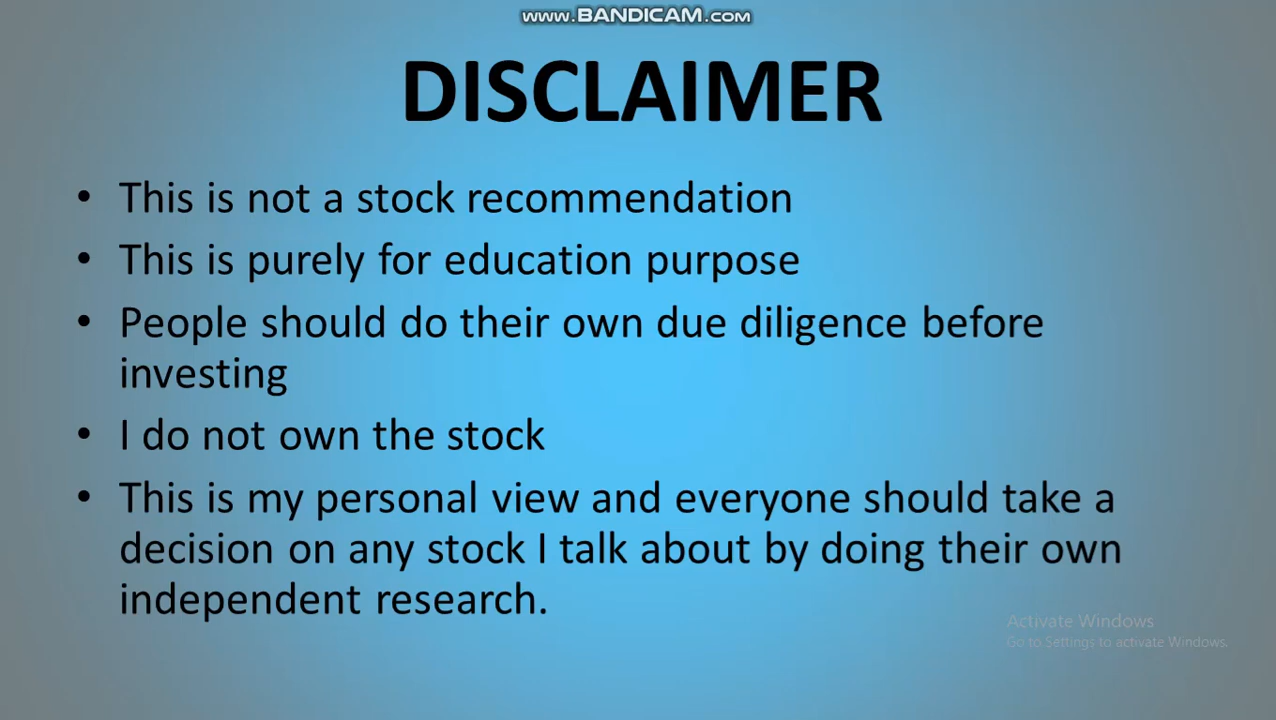 www.BANDICAM.com
DISCLAIMER
• This is not a stock recommendation
• This is purely for education purpose
• People should do their own due diligence before
investing
• I do not own the stock
• This is my personal view and everyone should take a
decision on any stock I talk about by doing their own
independent research.
Activate Windows
Go to Settings to activate Windows.